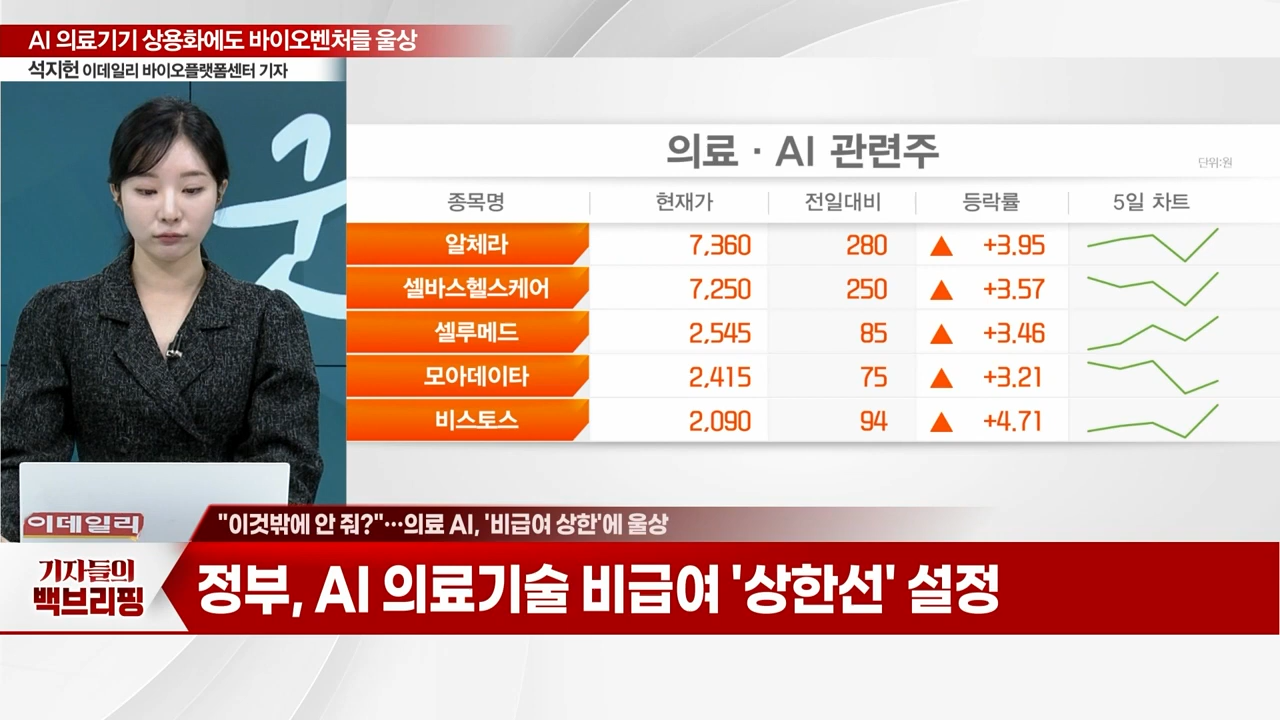 AI 의료기기 상용화에도 바이오벤처들 울상
석지헌 이데일리 바이오플랫폼센터 기자
의료 · AI 관련주
단위:원
종목명 현재가 전일대비 등락률 5일 차트
알체라 7,360 280 ▲ +3.95
셀바스헬스케어 7,250 250 ▲ +3.57
셀루메드 2,545 85 ▲ +3.46
모아데이타 2,415 75 ▲ +3.21
비스토스 2,090 94 ▲ +4.71
이데일리
"이것밖에 안 줘?"…의료 AI, '비급여 상한'에 울상
기자들의
백브리핑
정부, AI 의료기술 비급여 '상한선' 설정